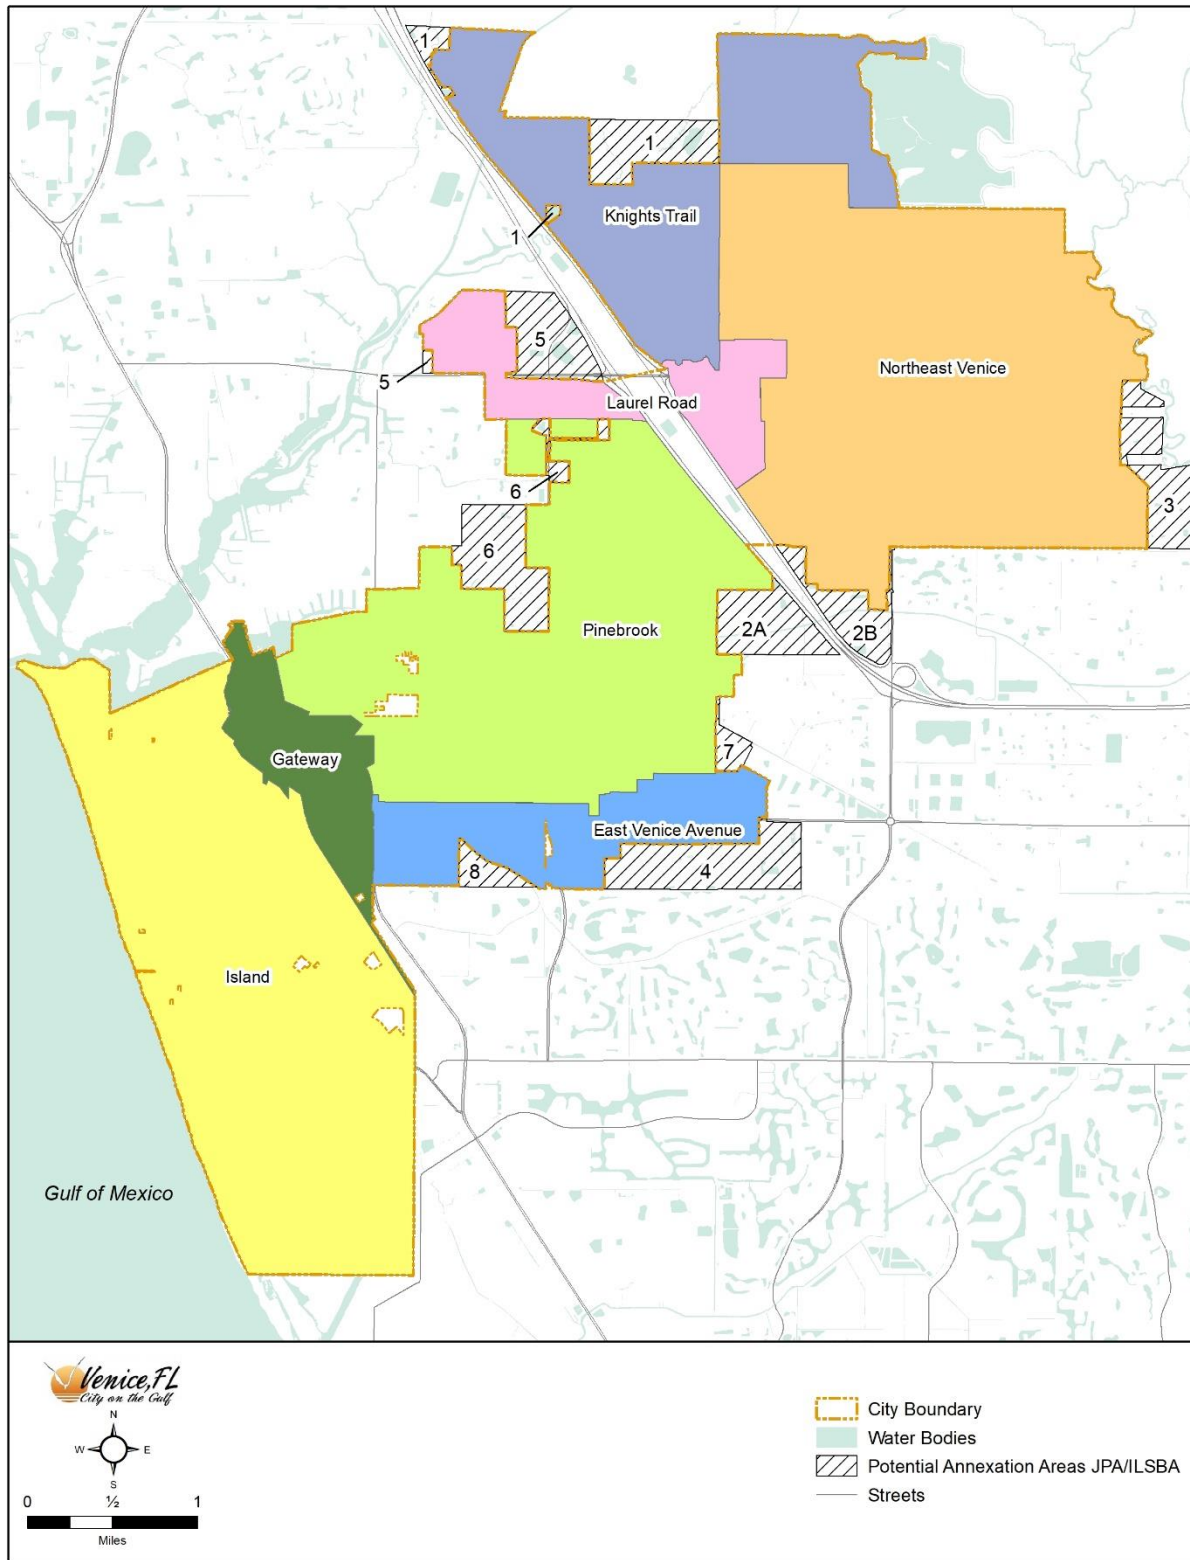 1
1
Knights Trail
1
5
5
Northeast Venice
Laurel Road
6
3
6
Pinebrook
2A
2B
7
Gateway
East Venice Avenue
8
4
Island
Gulf of Mexico
Venice, FL
City on the Gulf
N
W
E
S
0
½
1
Miles
City Boundary
Water Bodies
Potential Annexation Areas JPA/ILSBA
Streets